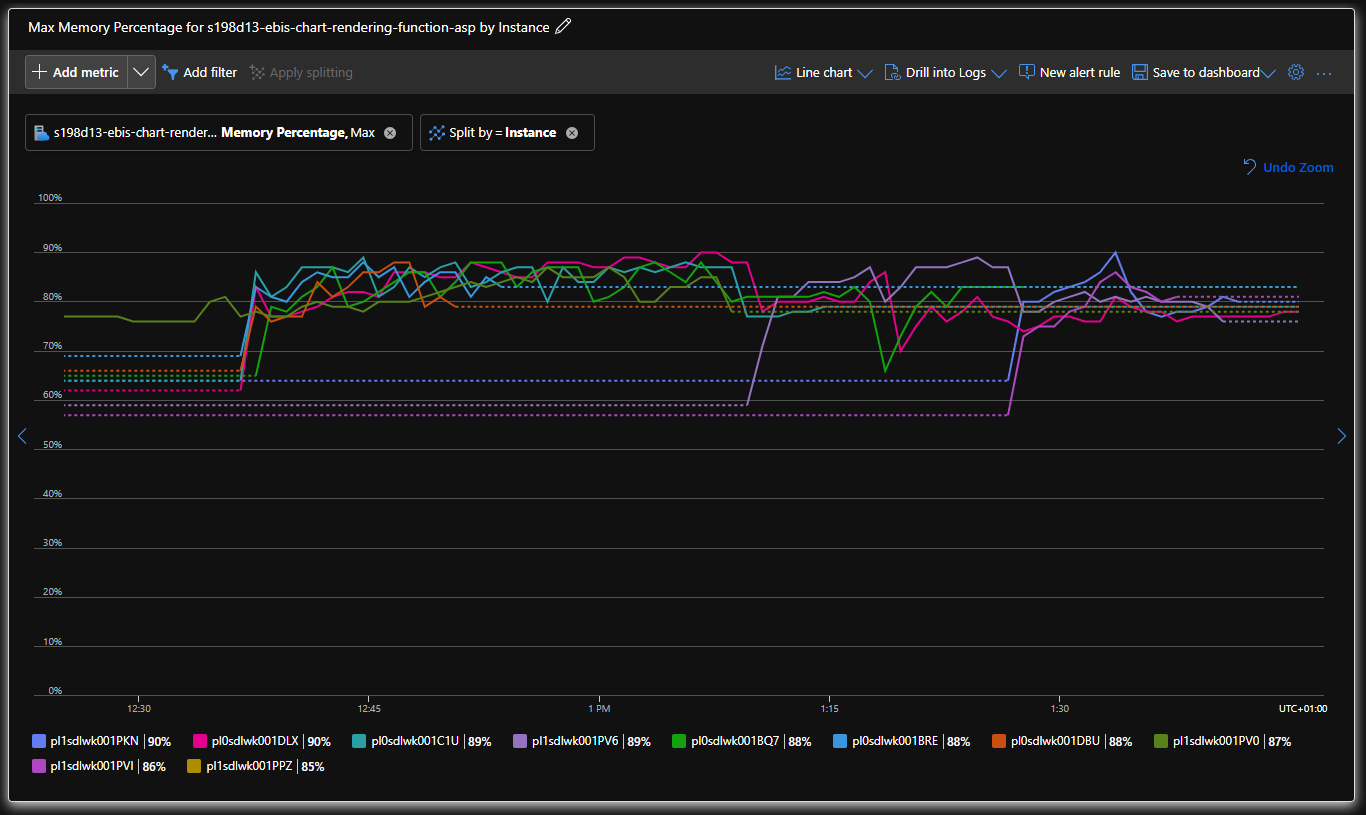 Max Memory Percentage for s198d13-ebis-chart-rendering-function-asp by Instance
Add metric Add filter Apply splitting Line chart Drill into Logs New alert rule Save to dashboard ...
s198d13-ebis-chart-render... Memory Percentage, Max Split by = Instance
Undo Zoom
100%
90%
80%
70%
60%
50%
40%
30%
20%
10%
0%
12:30 12:45 1 PM 1:15 1:30 UTC+01:00
pl1sdlwk001PKN | 90% pl0sdlwk001DLX | 90% pl0sdlwk001C1U | 89% pl1sdlwk001PV6 | 89% pl0sdlwk001BQ7 | 88% pl0sdlwk001BRE | 88% pl0sdlwk001DBU | 88% pl1sdlwk001PV0 | 87%
pl1sdlwk001PVI | 86% pl1sdlwk001PPZ | 85%